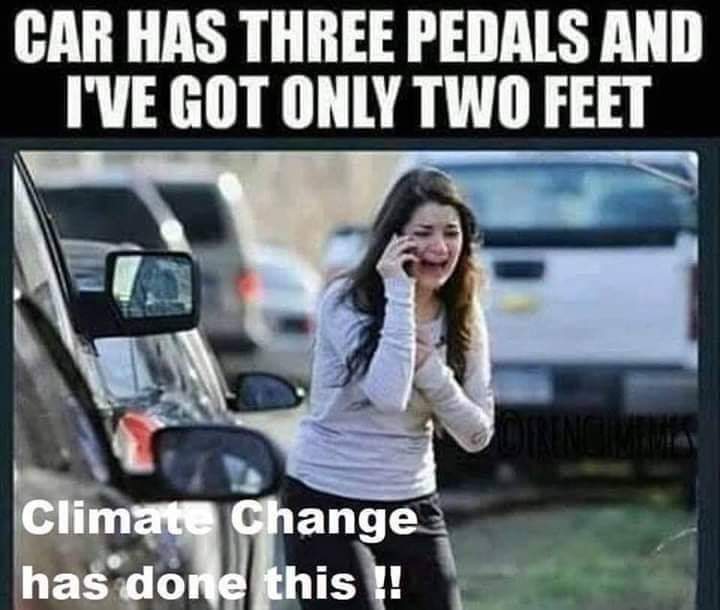 CAR HAS THREE PEDALS AND
I'VE GOT ONLY TWO FEET
Climate Change
has done this !!